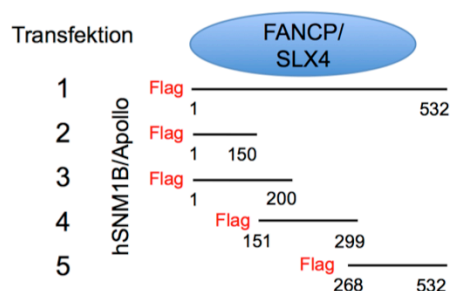 Transfektion
FANCP/
SLX4
hSNM1B/Apollo
1 Flag
1 532
2 Flag
1 150
3 Flag
1 200
4 Flag
151 299
5 Flag
268 532